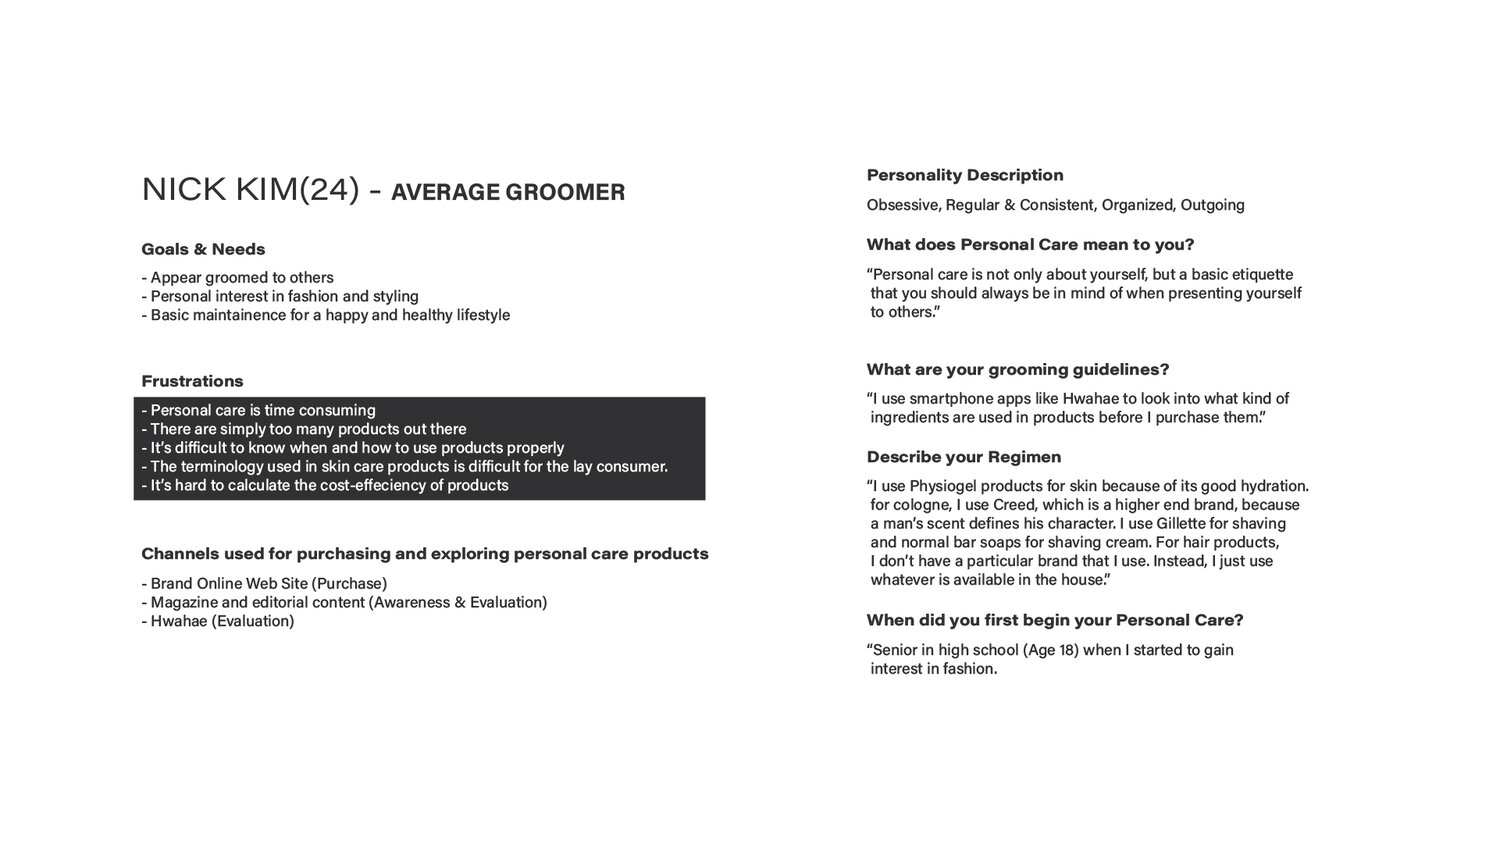 NICK KIM(24) - AVERAGE GROOMER
Goals & Needs
- Appear groomed to others
- Personal interest in fashion and styling
- Basic maintainence for a happy and healthy lifestyle
Frustrations
- Personal care is time consuming
- There are simply too many products out there
- It's difficult to know when and how to use products properly
- The terminology used in skin care products is difficult for the lay consumer.
- It's hard to calculate the cost-effeciency of products
Channels used for purchasing and exploring personal care products
- Brand Online Web Site (Purchase)
- Magazine and editorial content (Awareness & Evaluation)
- Hwahae (Evaluation)
Personality Description
Obsessive, Regular & Consistent, Organized, Outgoing
What does Personal Care mean to you?
“Personal care is not only about yourself, but a basic etiquette
that you should always be in mind of when presenting yourself
to others.”
What are your grooming guidelines?
“I use smartphone apps like Hwahae to look into what kind of
ingredients are used in products before I purchase them.”
Describe your Regimen
“I use Physiogel products for skin because of its good hydration.
for cologne, I use Creed, which is a higher end brand, because
a man's scent defines his character. I use Gillette for shaving
and normal bar soaps for shaving cream. For hair products,
I don't have a particular brand that I use. Instead, I just use
whatever is available in the house.”
When did you first begin your Personal Care?
“Senior in high school (Age 18) when I started to gain
interest in fashion.